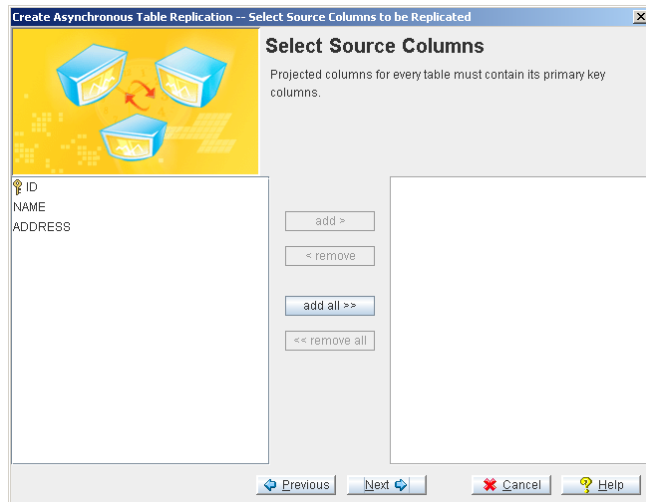 Create Asynchronous Table Replication -- Select Source Columns to be Replicated
Select Source Columns
Projected columns for every table must contain its primary key
columns.
ID
NAME
ADDRESS
add >
< remove
add all >>
<< remove all
Previous
Next
Cancel
Help